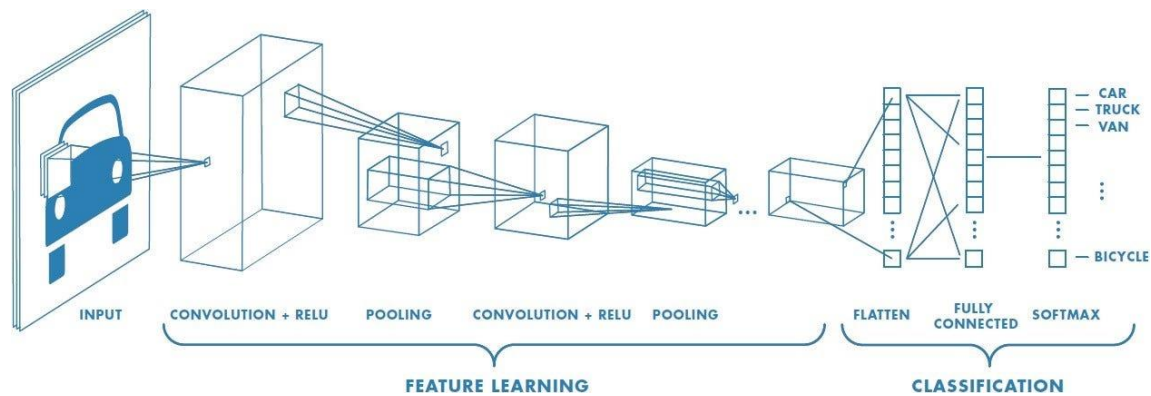 CAR
TRUCK
VAN
BICYCLE
INPUT
CONVOLUTION + RELU
POOLING
CONVOLUTION + RELU
POOLING
FLATTEN
FULLY
CONNECTED
SOFTMAX
FEATURE LEARNING
CLASSIFICATION